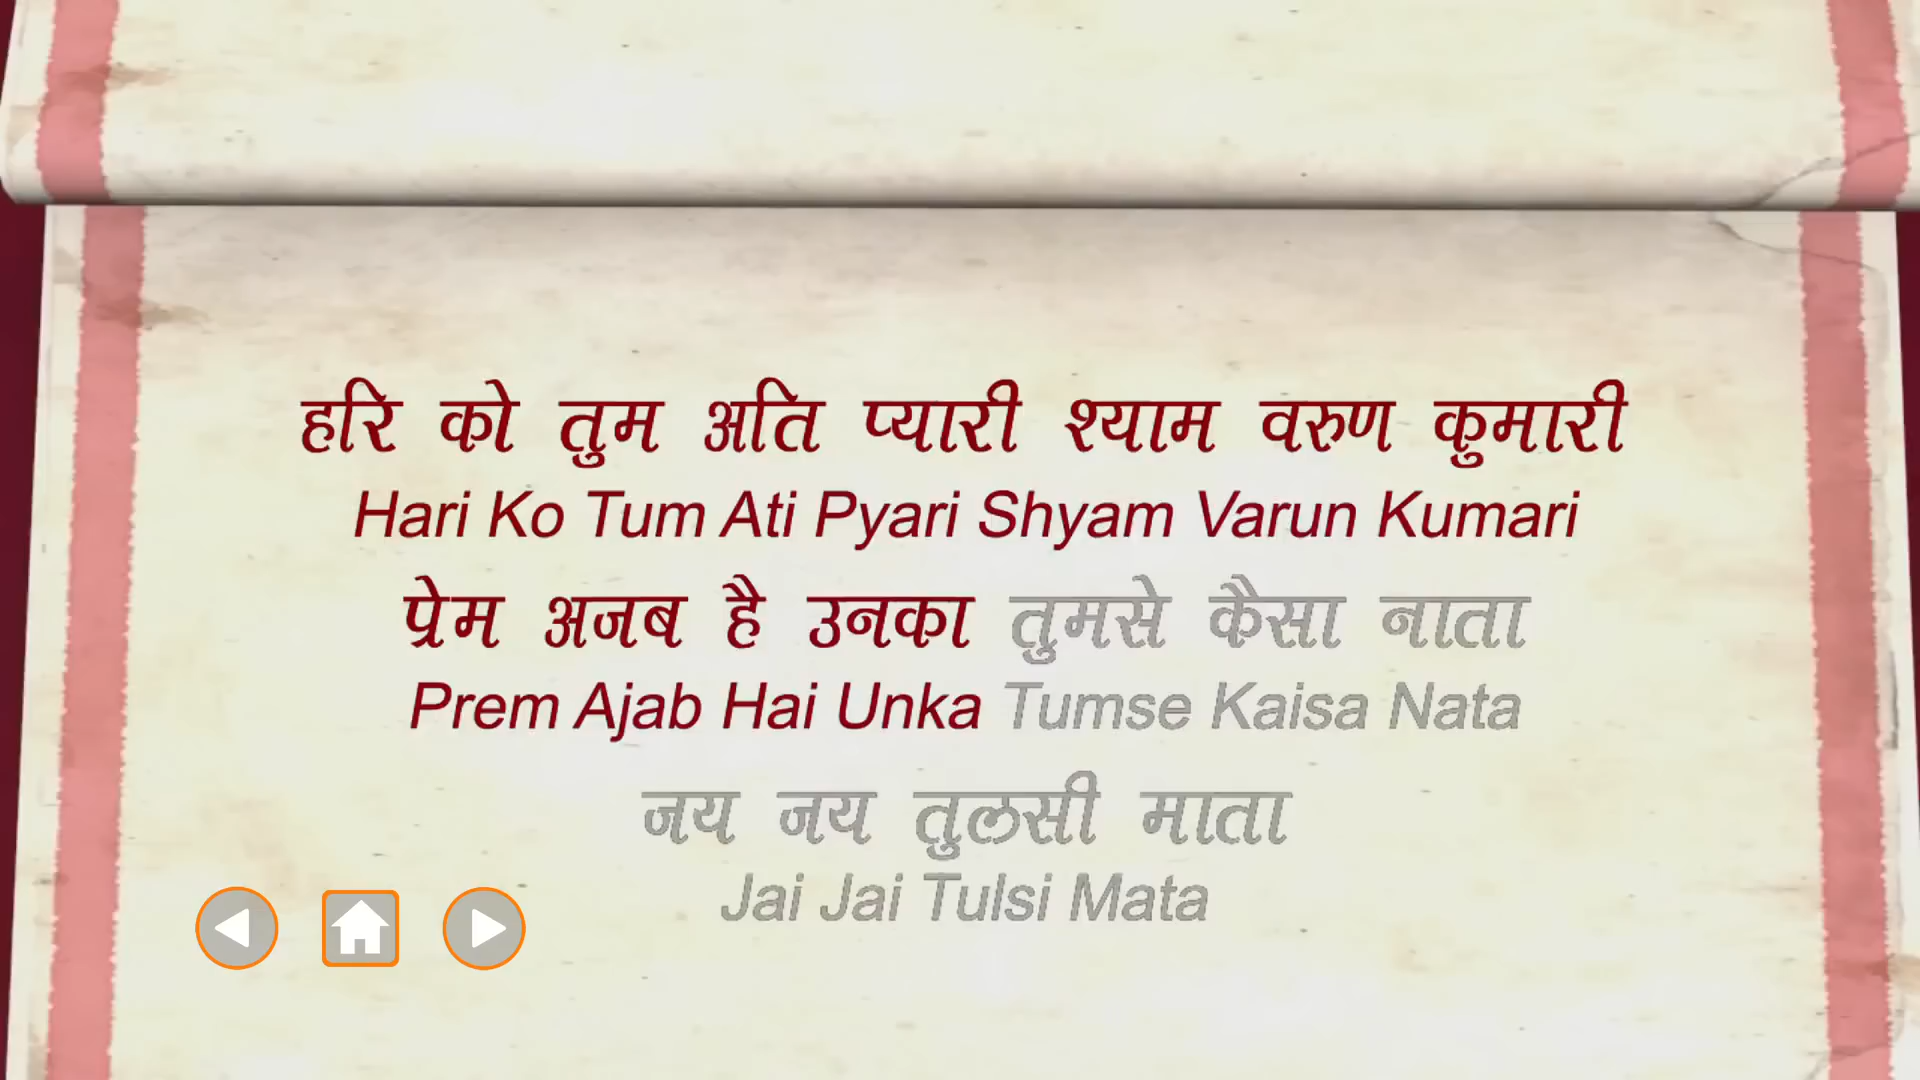 हरि को तुम अति प्यारी श्याम वरुण कुमारी
Hari Ko Tum Ati Pyari Shyam Varun Kumari
प्रेम अजब है उनका तुमसे कैसा नाता
Prem Ajab Hai Unka Tumse Kaisa Nata
जय जय तुलसी माता
Jai Jai Tulsi Mata